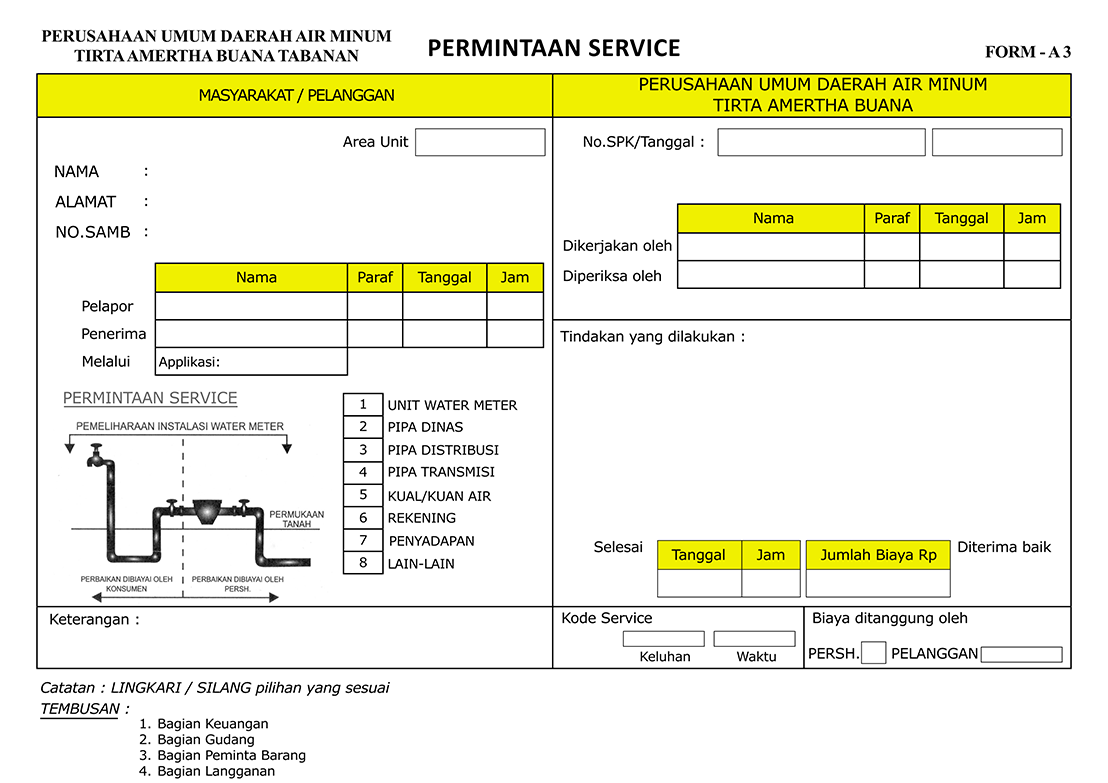 PERUSAHAAN UMUM DAERAH AIR MINUM
TIRTA AMERTHA BUANA TABANAN
PERMINTAAN SERVICE
FORM - A 3
MASYARAKAT / PELANGGAN
PERUSAHAAN UMUM DAERAH AIR MINUM
TIRTA AMERTHA BUANA
Area Unit
NAMA :
ALAMAT :
NO.SAMB :
Nama Paraf Tanggal Jam
Pelapor
Penerima
Melalui Applikasi:
PERMINTAAN SERVICE
PEMELIHARAAN INSTALASI WATER METER
PERMUKAAN
TANAH
PERBAIKAN DIBIAYAI OLEH
KONSUMEN
PERBAIKAN DIBIAYAI OLEH
PERSH.
1 UNIT WATER METER
2 PIPA DINAS
3 PIPA DISTRIBUSI
4 PIPA TRANSMISI
5 KUAL/KUAN AIR
6 REKENING
7 PENYADAPAN
8 LAIN-LAIN
Keterangan :
No.SPK/Tanggal :
Nama Paraf Tanggal Jam
Dikerjakan oleh
Diperiksa oleh
Tindakan yang dilakukan :
Selesai Tanggal Jam Jumlah Biaya Rp Diterima baik
Kode Service
Keluhan Waktu
Biaya ditanggung oleh
PERSH. PELANGGAN
Catatan : LINGKARI / SILANG pilihan yang sesuai
TEMBUSAN :
1. Bagian Keuangan
2. Bagian Gudang
3. Bagian Peminta Barang
4. Bagian Langganan